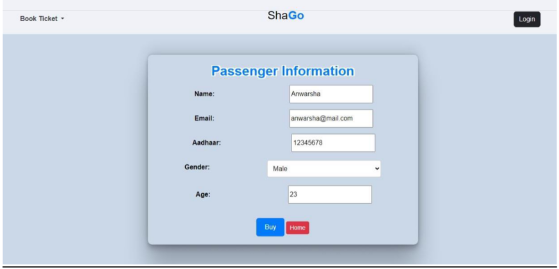 Book Ticket
ShaGo
Login
Passenger Information
Name: Anwarsha
Email: anwarsha@mail.com
Aadhaar: 12345678
Gender: Male
Age: 23
Buy Home